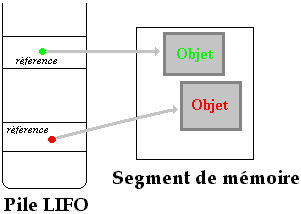 Objet
référence
Objet
référence
Segment de mémoire
Pile LIFO